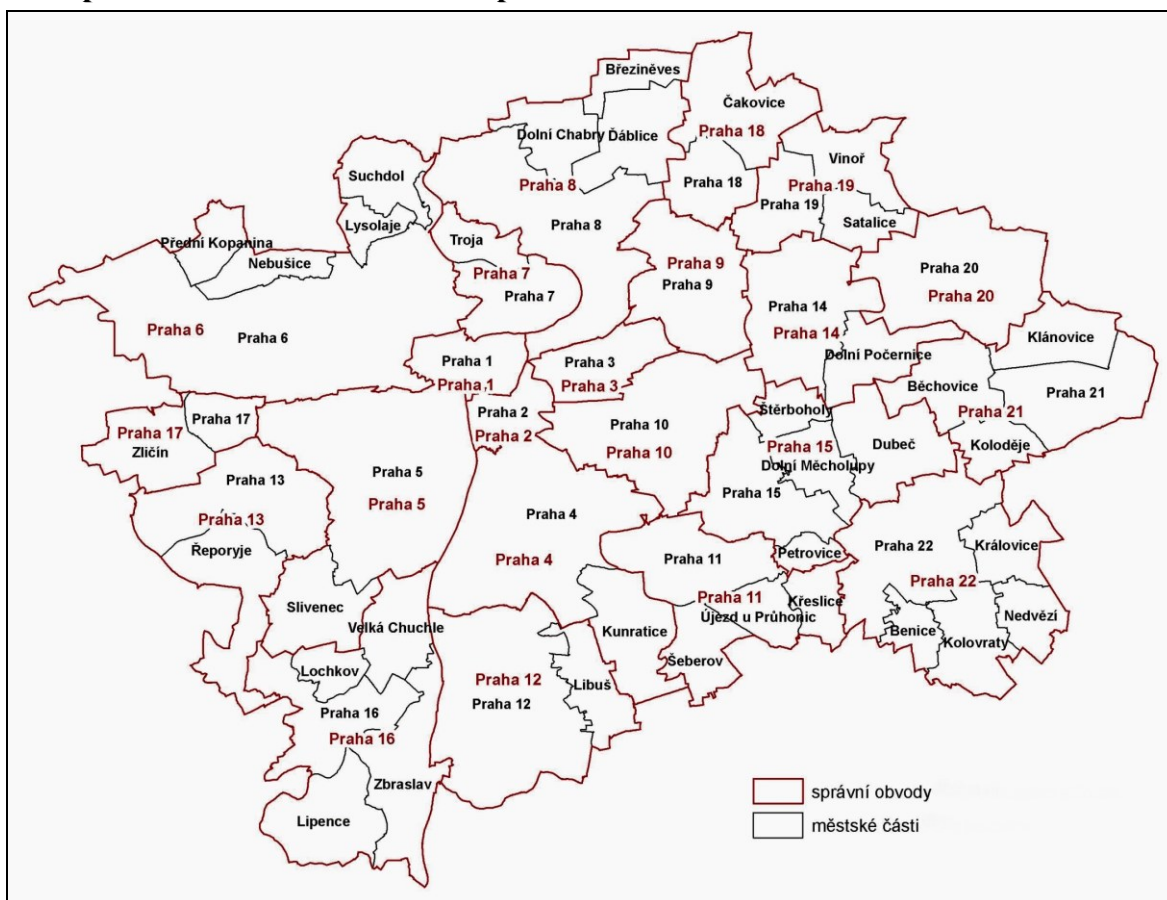 Březiněves
Čakovice
Dolní Chabry
Ďáblice
Praha 18
Vinoř
Suchdol
Praha 8
Praha 18
Praha 19
Praha 19
Lysolaje
Praha 8
Satalice
Přední Kopanina
Troja
Nebušice
Praha 9
Praha 20
Praha 7
Praha 9
Praha 7
Praha 20
Praha 14
Praha 6
Praha 6
Praha 14
Klánovice
Dolní Počernice
Praha 1
Praha 3
Praha 1
Praha 3
Běchovice
Praha 21
Praha 17
Praha 2
Štěrboholy
Praha 21
Praha 17
Praha 10
Praha 2
Praha 15
Dubeč
Koloděje
Zličín
Praha 10
Dolní Měcholupy
Praha 5
Praha 13
Praha 15
Praha 5
Praha 4
Praha 13
Praha 22
Královice
Řeporyje
Petrovice
Praha 11
Praha 4
Praha 22
Praha 11
Křeslice
Slivenec
Újezd u Průhonic
Nedvězí
Velká Chuchle
Kunratice
Benice
Kolovraty
Šeberov
Lochkov
Praha 12
Libuš
Praha 12
Praha 16
Praha 16
Zbraslav
Lipence
správní obvody
městské části